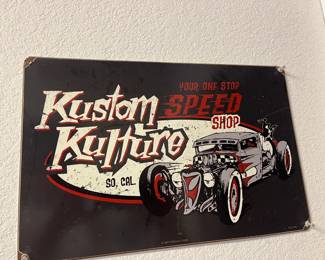 YOUR ONE STOP
Kustom SPEED
Kulture SHOP
SO. CAL.